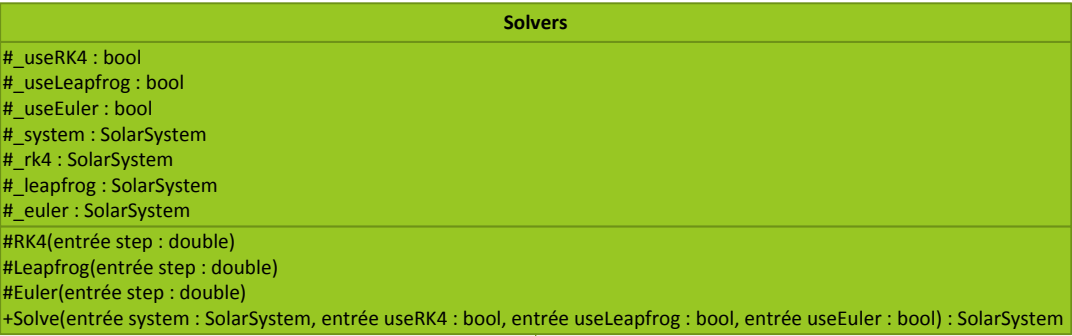 Solvers
#_useRK4 : bool
#_useLeapfrog : bool
#_useEuler : bool
#_system : SolarSystem
#_rk4 : SolarSystem
#_leapfrog : SolarSystem
#_euler : SolarSystem
#RK4(entrée step : double)
#Leapfrog(entrée step : double)
#Euler(entrée step : double)
+Solve(entrée system : SolarSystem, entrée useRK4 : bool, entrée useLeapfrog : bool, entrée useEuler : bool) : SolarSystem